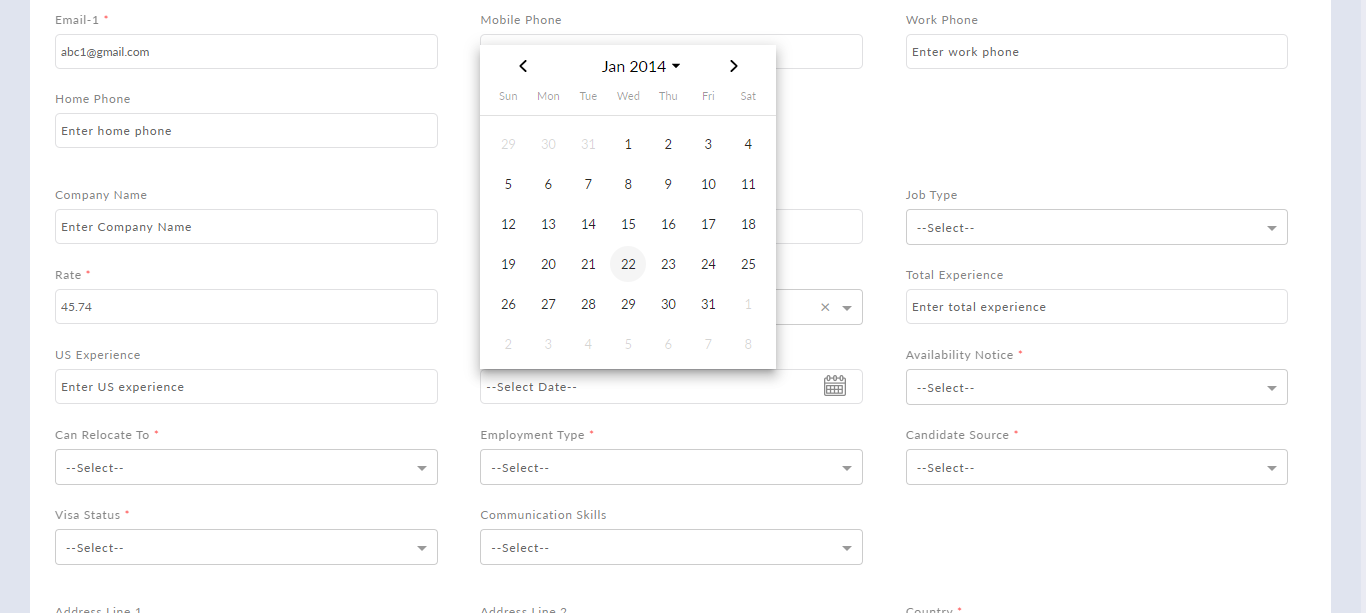 Email-1 * Mobile Phone Work Phone
abc1@gmail.com Enter work phone
Jan 2014
Home Phone Sun Mon Tue Wed Thu Fri Sat
Enter home phone
29 30 31 1 2 3 4
5 6 7 8 9 10 11
Company Name Job Type
Enter Company Name 12 13 14 15 16 17 18 --Select--
19 20 21 22 23 24 25
Rate * Total Experience
45.74 26 27 28 29 30 31 1 × Enter total experience
2 3 4 5 6 7 8
US Experience Availability Notice *
Enter US experience --Select Date-- --Select--
Can Relocate To * Employment Type * Candidate Source *
--Select-- --Select-- --Select--
Visa Status * Communication Skills
--Select-- --Select--
Address Line 1 Address Line 2 Country *